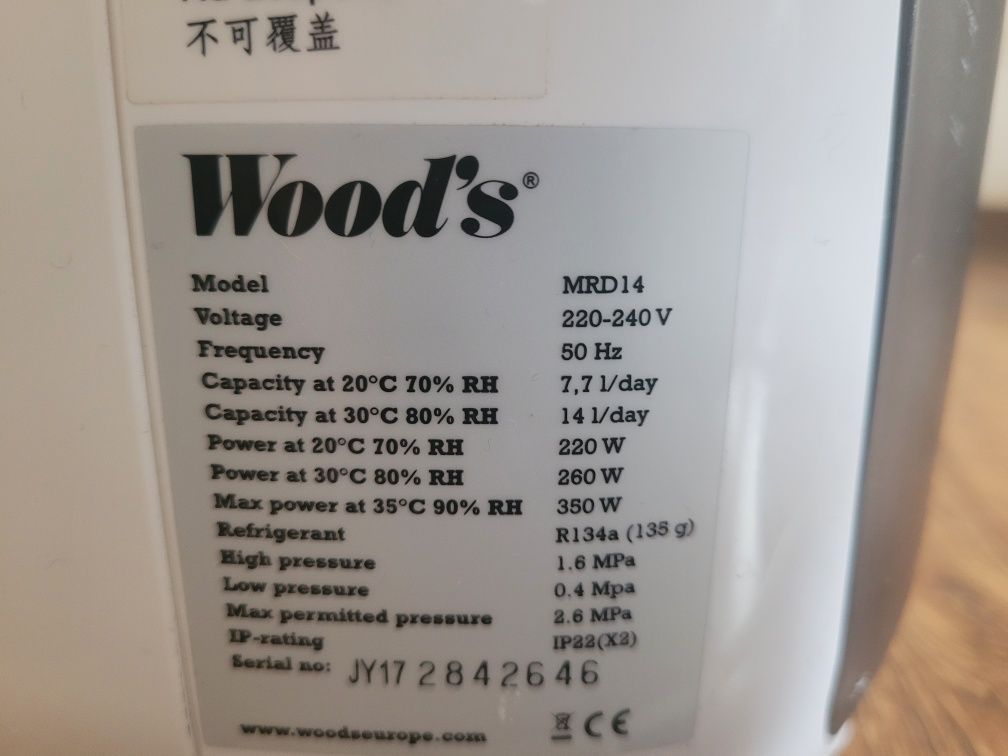 不可覆盖
Wood's®
Model MRD14
Voltage 220-240 V
Frequency 50 Hz
Capacity at 20°C 70% RH 7,7 l/day
Capacity at 30°C 80% RH 14 l/day
Power at 20°C 70% RH 220 W
Power at 30°C 80% RH 260 W
Max power at 35°C 90% RH 350 W
Refrigerant R134a (135 g)
High pressure 1.6 MPa
Low pressure 0.4 Mpa
Max permitted pressure 2.6 MPa
IP-rating IP22(X2)
Serial no: JY17 2842646
www.woodseurope.com CE